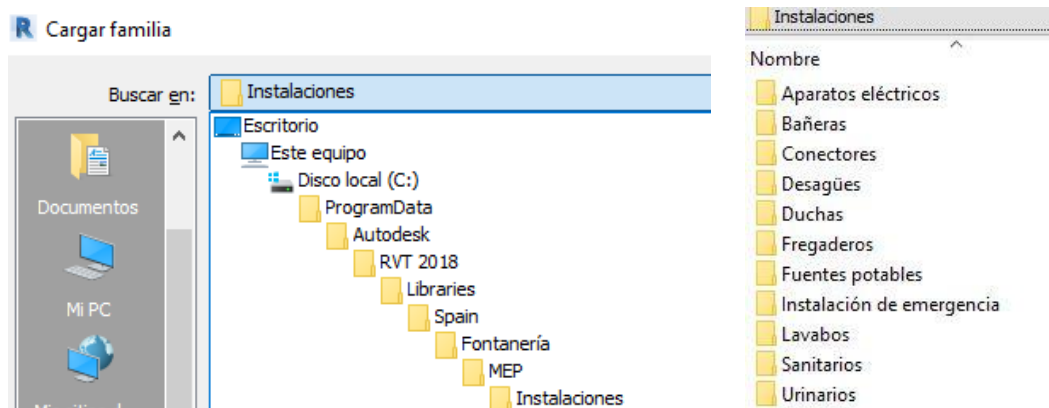 Cargar familia
Buscar en:
Instalaciones
Escritorio
Este equipo
Disco local (C:)
ProgramData
Autodesk
RVT 2018
Libraries
Spain
Fontanería
MEP
Instalaciones
Documentos
Mi PC
Instalaciones
Nombre
Aparatos eléctricos
Bañeras
Conectores
Desagües
Duchas
Fregaderos
Fuentes potables
Instalación de emergencia
Lavabos
Sanitarios
Urinarios